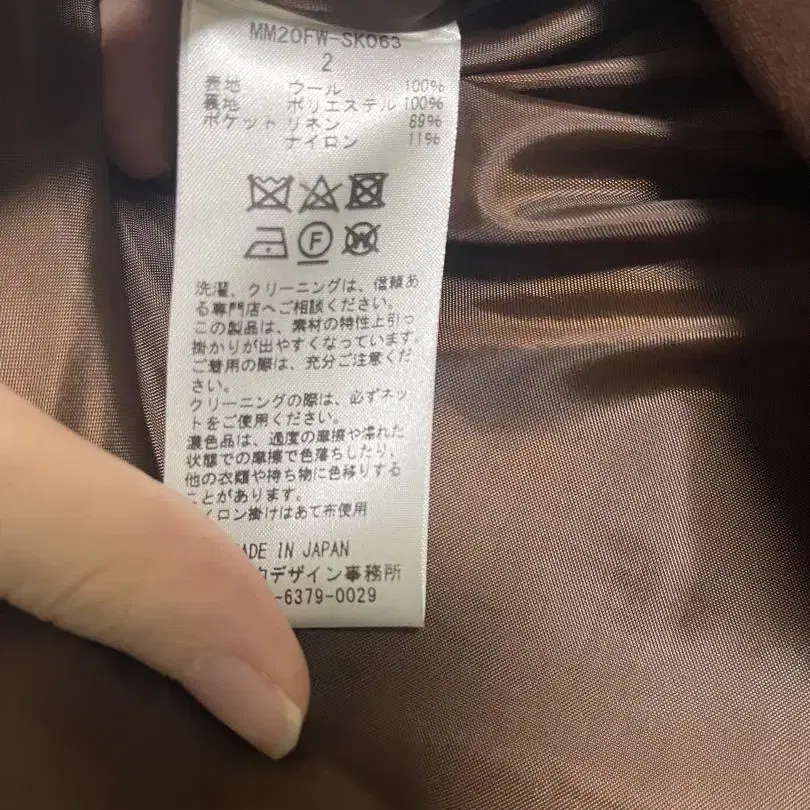 MM20FW-SK063
2
表地 ウール 100%
裏地 ポリエステル 100%
ポケット リネン 89%
ナイロン 11%
F
W
洗濯、クリーニングは、信頼あ
る専門店へご相談ください。
この製品は、素材の特性上引っ
掛かりが出やすくなっています。
ご着用の際は、充分ご注意くだ
さい。
クリーニングの際は、必ずネッ
トをご使用ください。
濃色品は、過度の摩擦や濡れた
状態での摩擦で色落ちしたり、
他の衣類や持ち物に色移りする
ことがあります。
イロン掛けはあて布使用
ADE IN JAPAN
デザイン事務所
-6379-0029